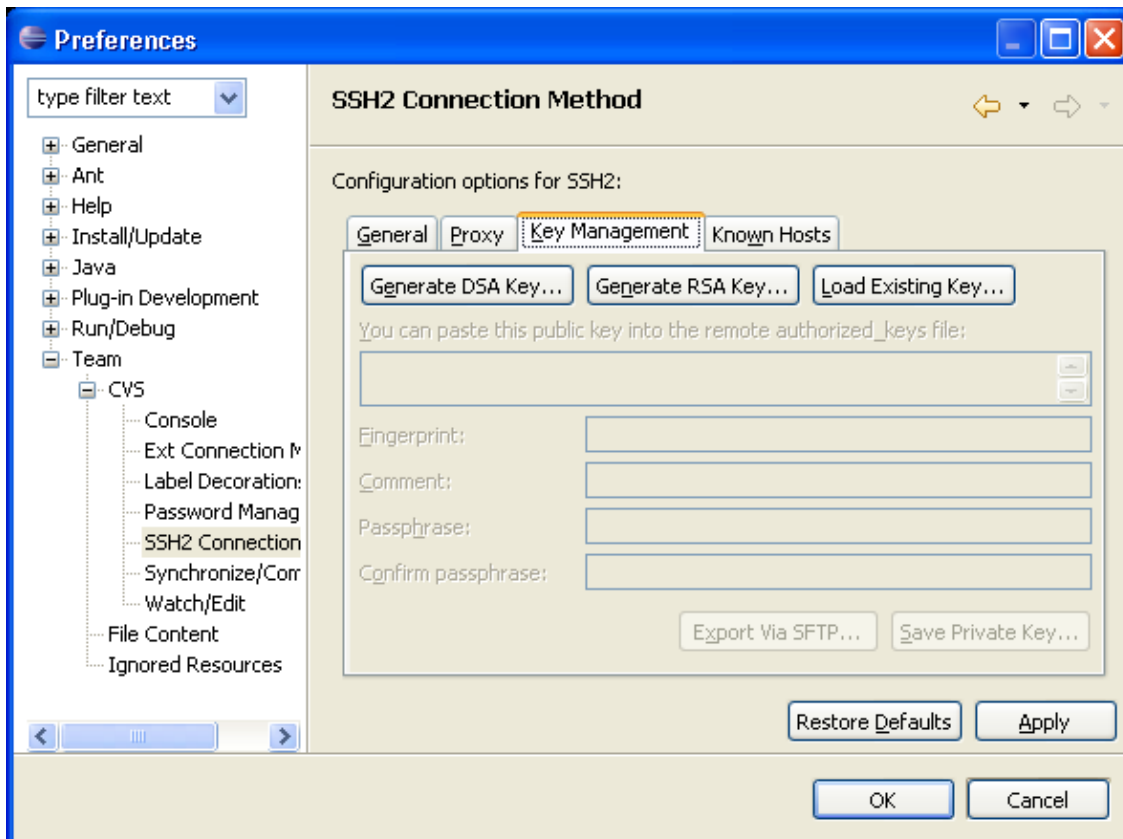 Preferences
type filter text
General
Ant
Help
Install/Update
Java
Plug-in Development
Run/Debug
Team
CVS
Console
Ext Connection M
Label Decorations
Password Manag
SSH2 Connection
Synchronize/Com
Watch/Edit
File Content
Ignored Resources
SSH2 Connection Method
Configuration options for SSH2:
General Proxy Key Management Known Hosts
Generate DSA Key... Generate RSA Key... Load Existing Key...
You can paste this public key into the remote authorized_keys file:
Fingerprint:
Comment:
Passphrase:
Confirm passphrase:
Export Via SFTP... Save Private Key...
Restore Defaults Apply
OK Cancel